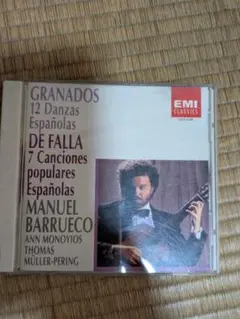 GRANADOS
12 Danzas
Españolas
DE FALLA
7 Canciones
populares
Españolas
MANUEL
BARRUECO
ANN MONOYIOS
THOMAS
MÜLLER-PERING
EMI
CLASSICS